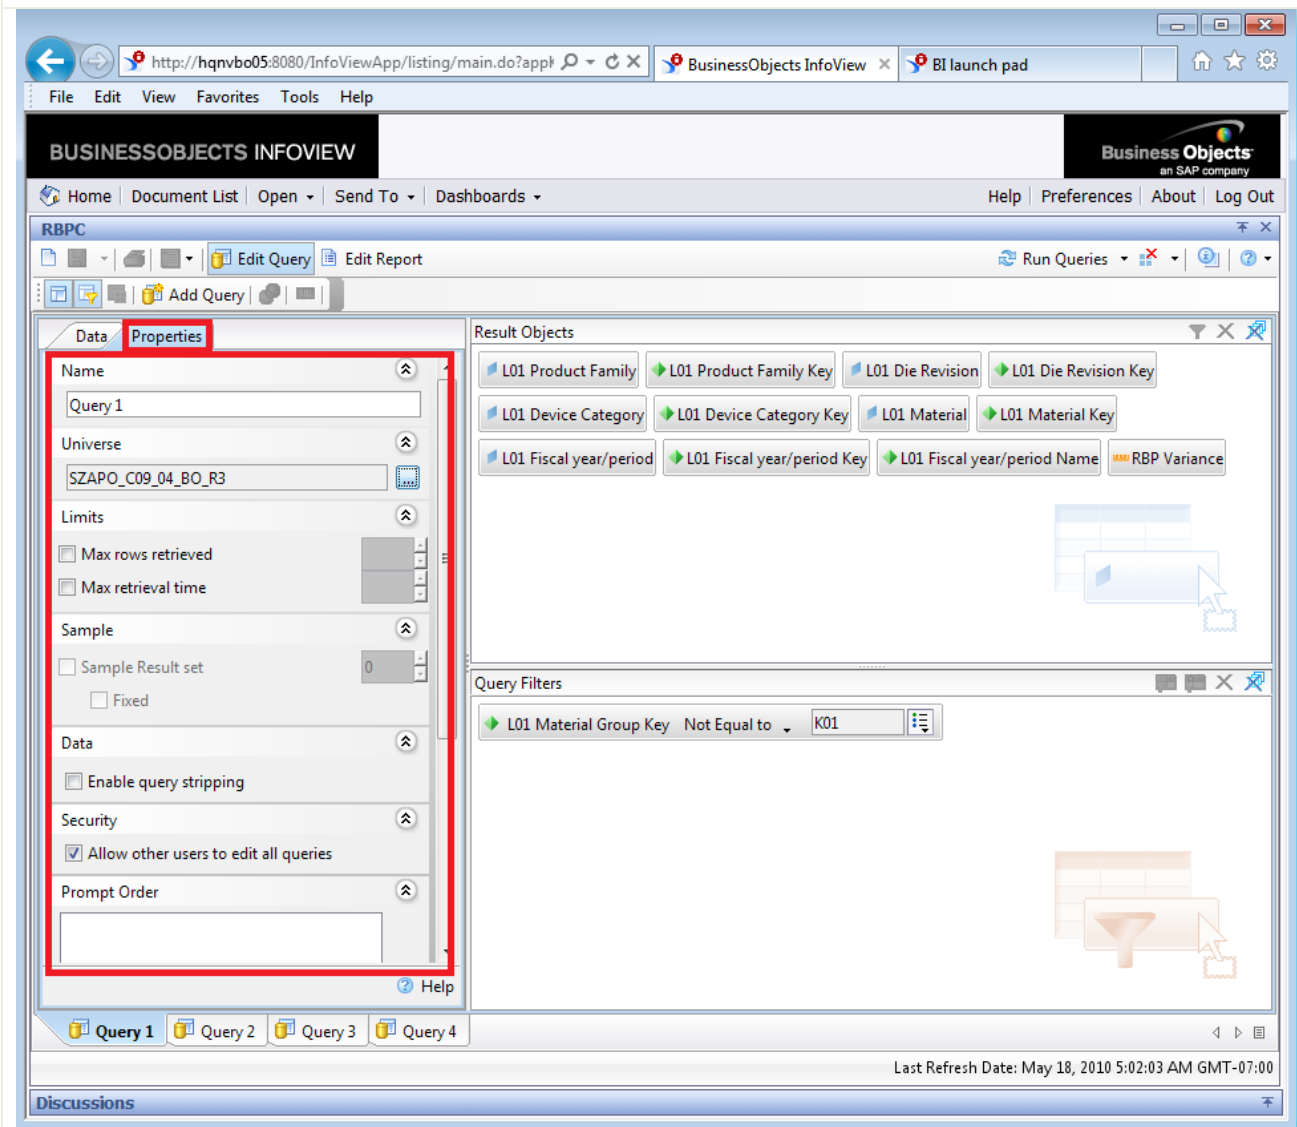 http://hqnvbo05:8080/InfoViewApp/listing/main.do?appk
BusinessObjects InfoView
BI launch pad
File Edit View Favorites Tools Help
BUSINESSOBJECTS INFOVIEW
Business Objects
an SAP company
Home Document List Open Send To Dashboards Help Preferences About Log Out
RBPC
Edit Query Edit Report Run Queries
Add Query
Data Properties
Name
Query 1
Universe
SZAPO_C09_04_BO_R3
Limits
Max rows retrieved
Max retrieval time
Sample
Sample Result set 0
Fixed
Data
Enable query stripping
Security
Allow other users to edit all queries
Prompt Order
Help
Result Objects
L01 Product Family L01 Product Family Key L01 Die Revision L01 Die Revision Key
L01 Device Category L01 Device Category Key L01 Material L01 Material Key
L01 Fiscal year/period L01 Fiscal year/period Key L01 Fiscal year/period Name RBP Variance
Query Filters
L01 Material Group Key Not Equal to K01
Query 1 Query 2 Query 3 Query 4
Last Refresh Date: May 18, 2010 5:02:03 AM GMT-07:00
Discussions